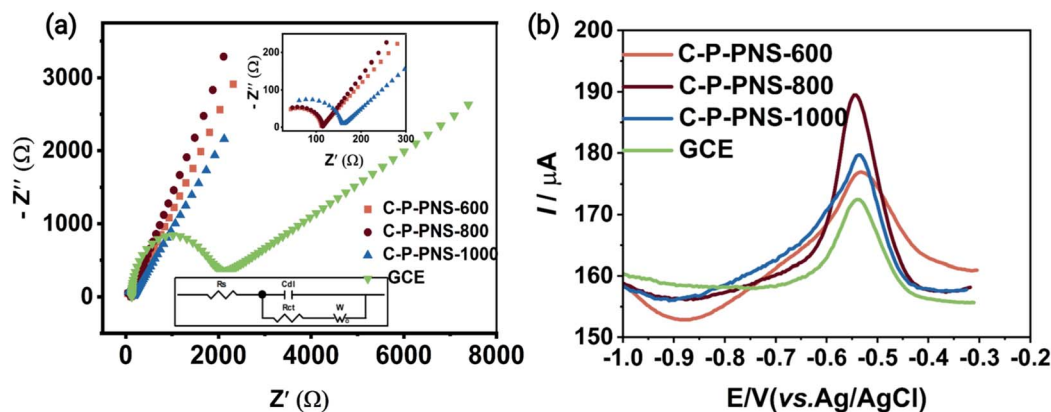 (a)
- Z″ (Ω)
3000
2000
1000
0
0
2000
4000
6000
8000
Z′ (Ω)
- Z″ (Ω)
200
100
0
100
200
300
Z′ (Ω)
C-P-PNS-600
C-P-PNS-800
C-P-PNS-1000
GCE
Rs
Cdl
Rct
W
(b)
I / μA
200
190
180
170
160
150
C-P-PNS-600
C-P-PNS-800
C-P-PNS-1000
GCE
-1.0
-0.9
-0.8
-0.7
-0.6
-0.5
-0.4
-0.3
-0.2
E/V(vs.Ag/AgCl)